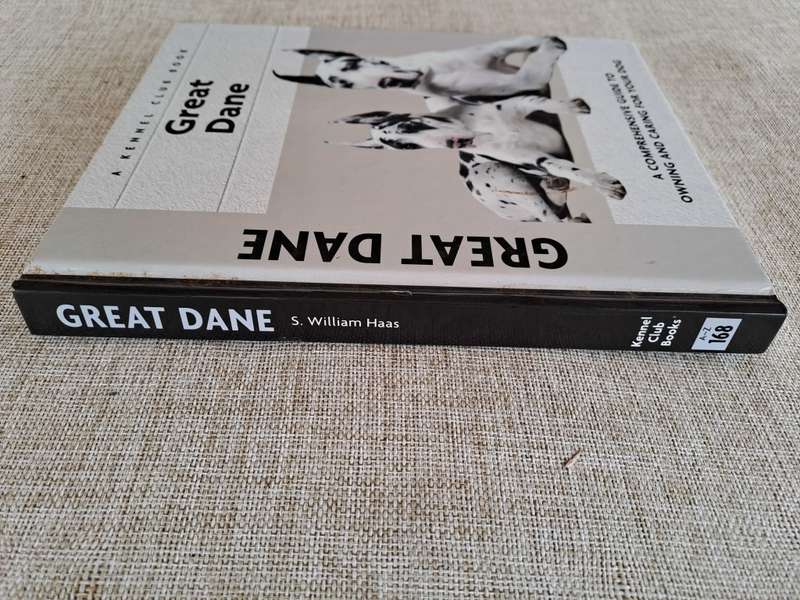 A KENNEL CLUB BOOK
Great
Dane
A COMPREHENSIVE GUIDE TO
OWNING AND CARING FOR YOUR DOG
GREAT DANE
GREAT DANE
S. William Haas
Kennel
Club
Books
A-Z
168